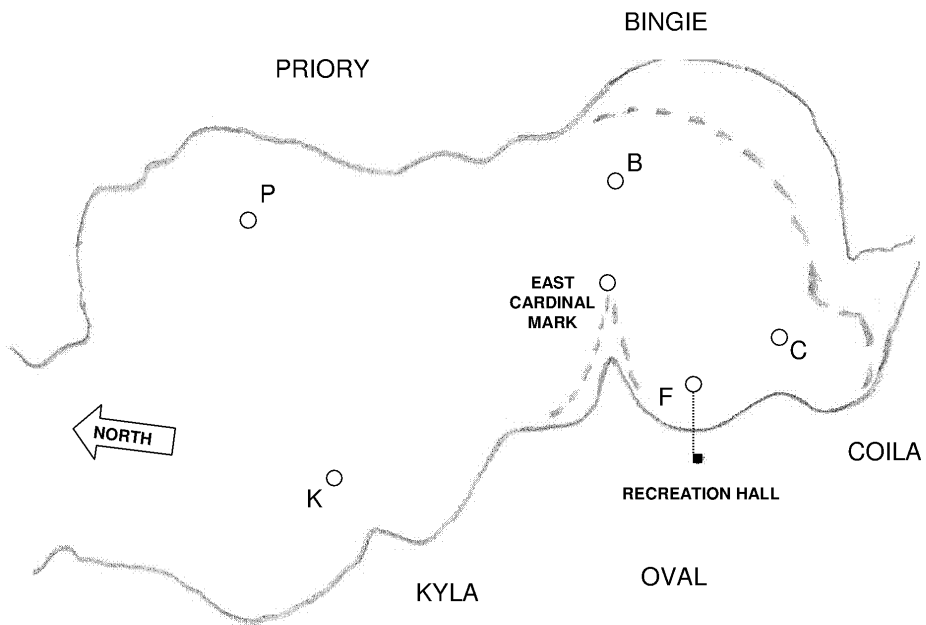 BINGIE
PRIORY
B
P
EAST
CARDINAL
MARK
C
F
NORTH
COILA
K
RECREATION HALL
OVAL
KYLA